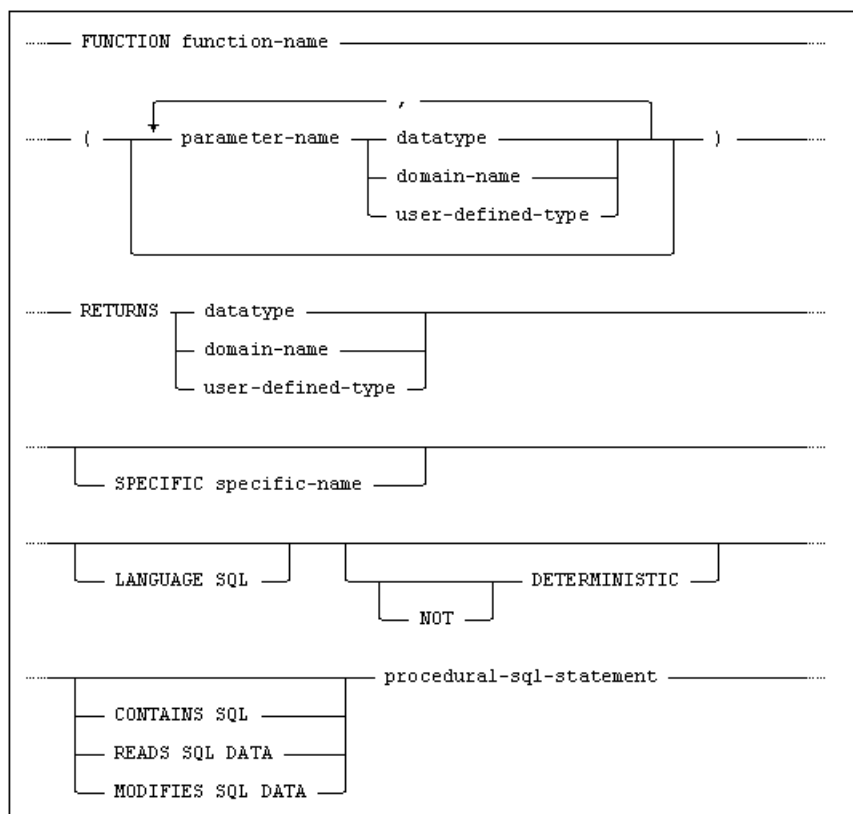 FUNCTION function-name
,
( parameter-name datatype )
domain-name
user-defined-type
RETURNS datatype
domain-name
user-defined-type
SPECIFIC specific-name
LANGUAGE SQL DETERMINISTIC
NOT
procedural-sql-statement
CONTAINS SQL
READS SQL DATA
MODIFIES SQL DATA